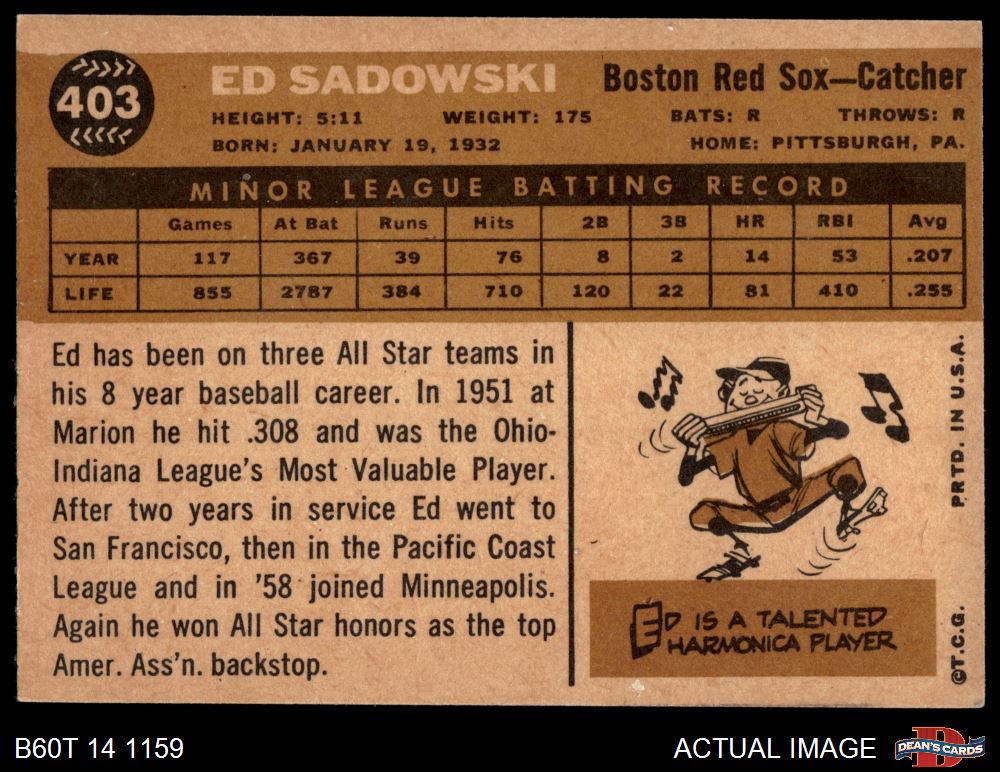 403
ED SADOWSKI
Boston Red Sox—Catcher
HEIGHT: 5:11 WEIGHT: 175 BATS: R THROWS: R
BORN: JANUARY 19, 1932 HOME: PITTSBURGH, PA.
MINOR LEAGUE BATTING RECORD
Games At Bat Runs Hits 2B 3B HR RBI Avg
YEAR 117 367 39 76 8 2 14 53 .207
LIFE 855 2787 384 710 120 22 81 410 .255
Ed has been on three All Star teams in
his 8 year baseball career. In 1951 at
Marion he hit .308 and was the Ohio-
Indiana League's Most Valuable Player.
After two years in service Ed went to
San Francisco, then in the Pacific Coast
League and in '58 joined Minneapolis.
Again he won All Star honors as the top
Amer. Ass'n. backstop.
ED IS A TALENTED
HARMONICA PLAYER
©T.C.G. PRTD. IN U.S.A.
B60T 14 1159
ACTUAL IMAGE
D
DEAN'S CARDS